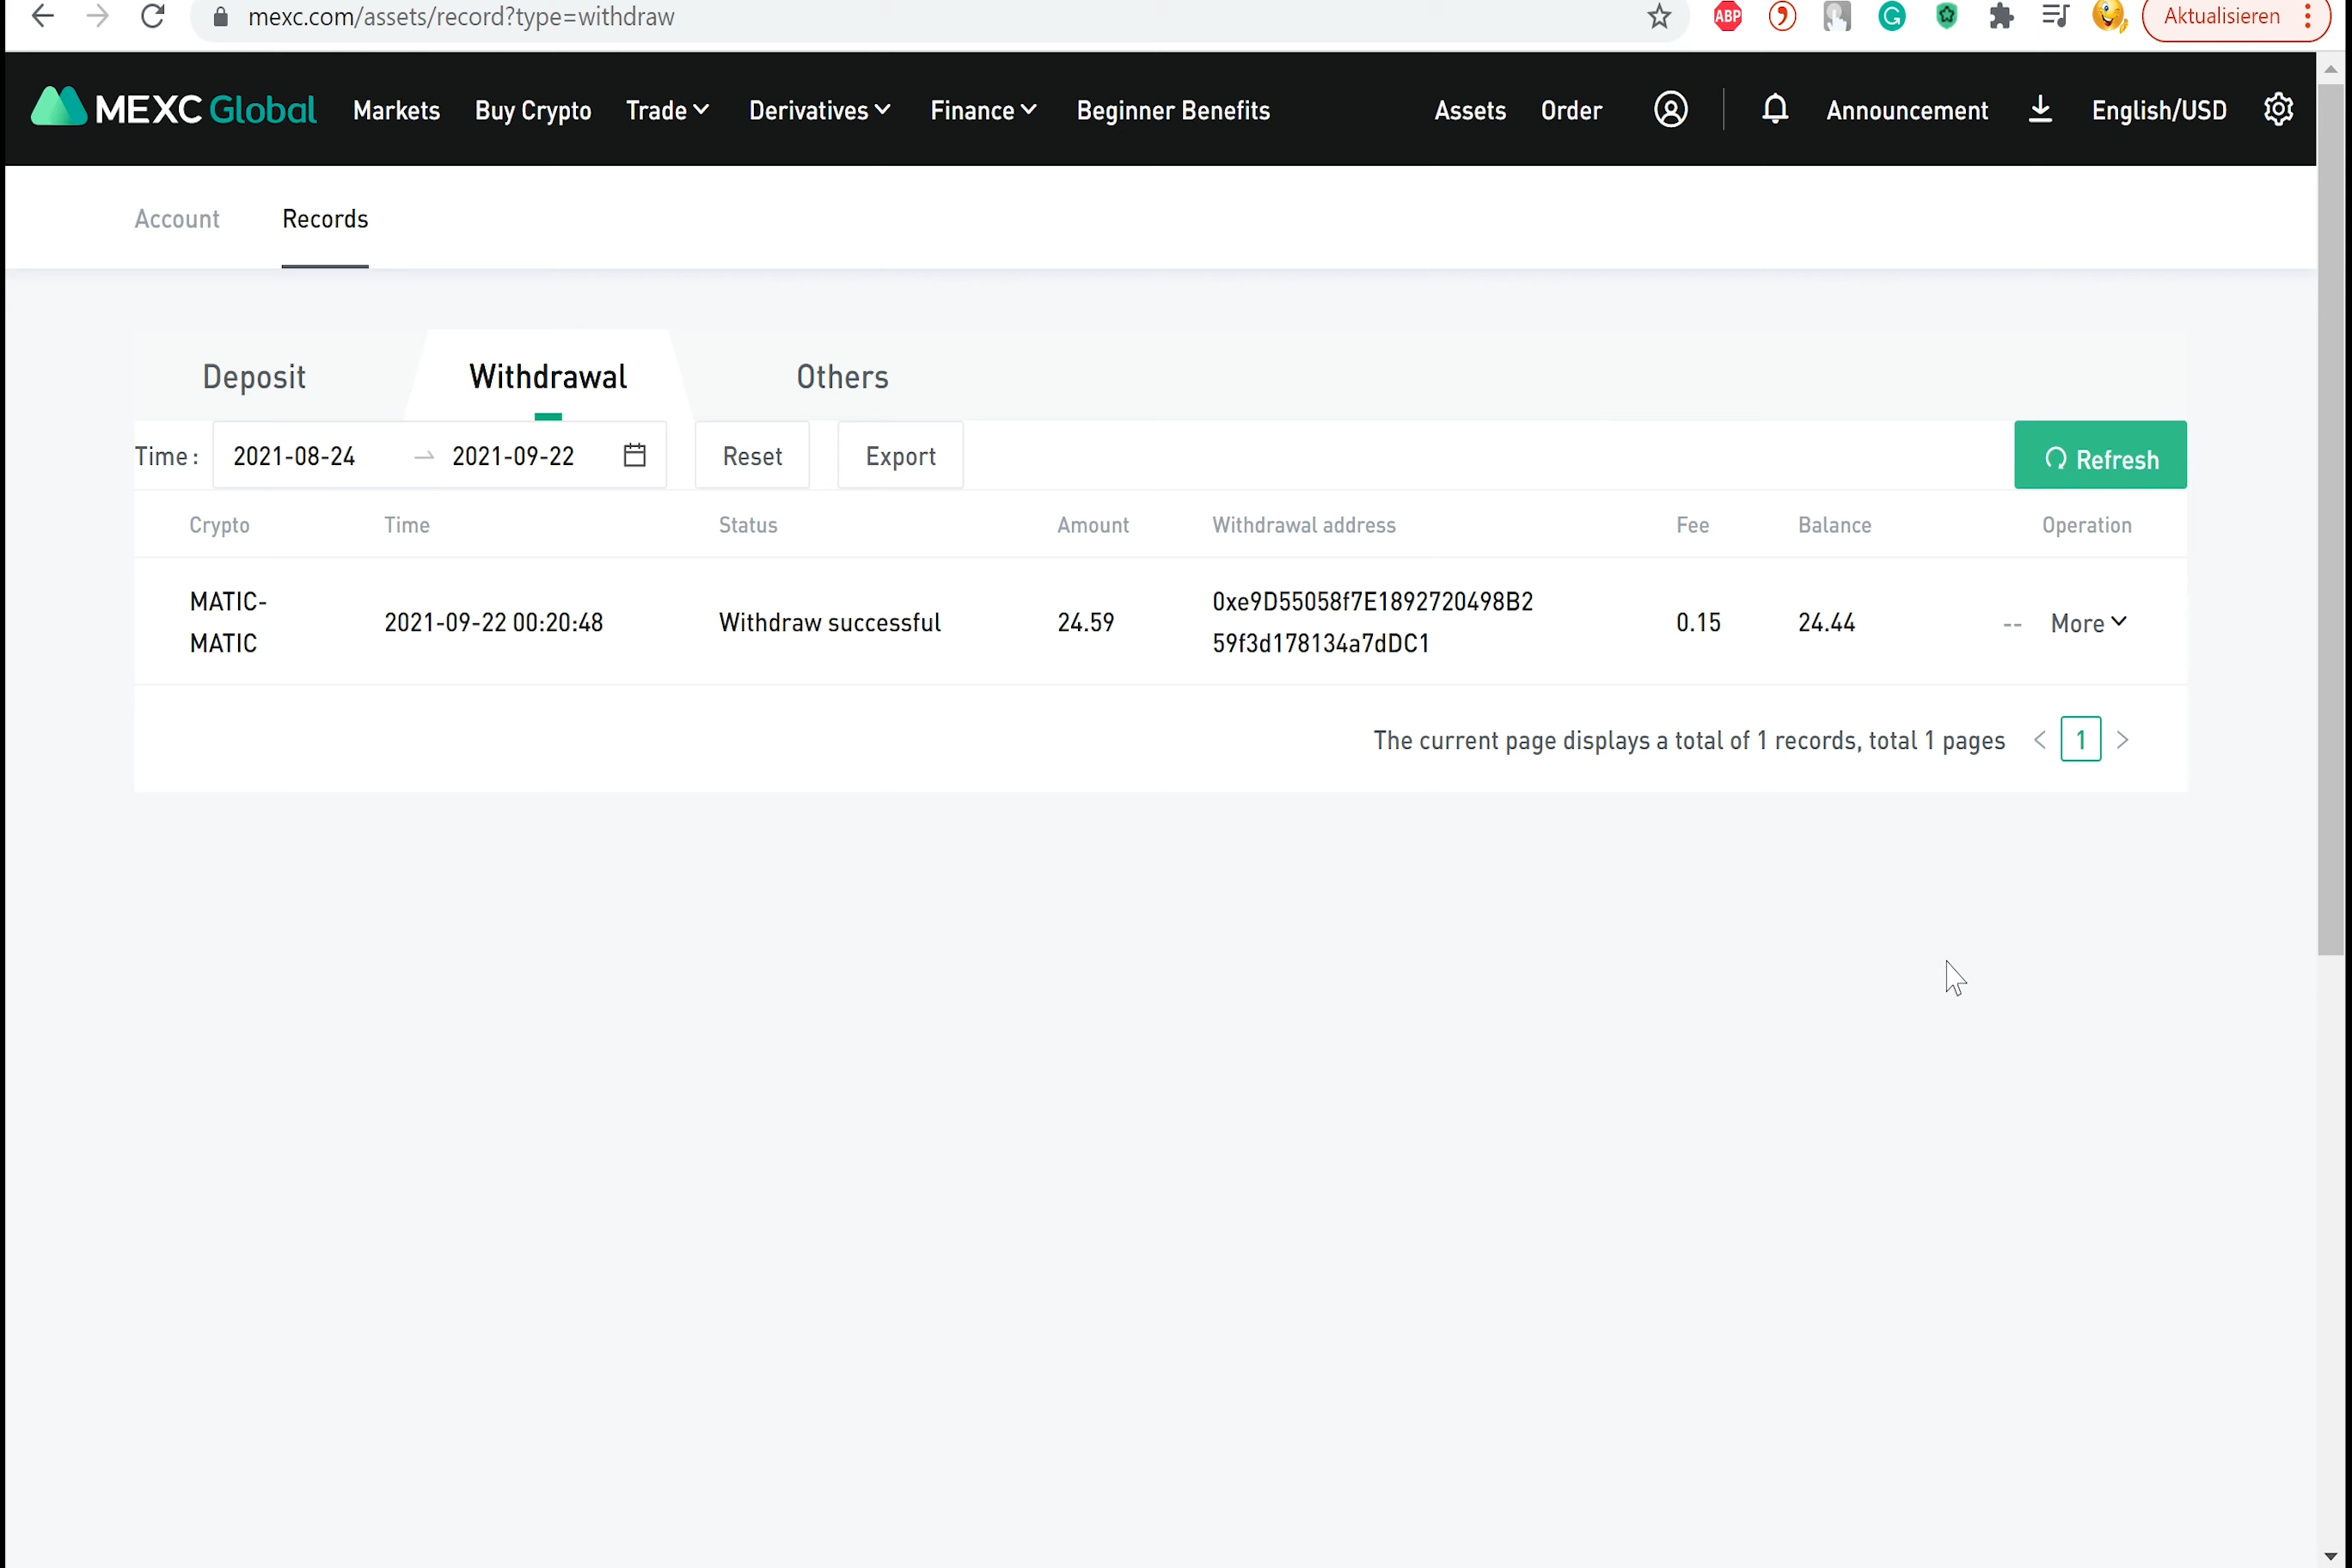 mexc.com/assets/record?type=withdraw
ABP
G
Aktualisieren
MEXC Global Markets Buy Crypto Trade Derivatives Finance Beginner Benefits Assets Order Announcement English/USD
Account Records
Deposit Withdrawal Others
Time: 2021-08-24 → 2021-09-22 Reset Export Refresh
Crypto Time Status Amount Withdrawal address Fee Balance Operation
MATIC-
MATIC
2021-09-22 00:20:48 Withdraw successful 24.59
0xe9D55058f7E1892720498B2
59f3d178134a7dDC1
0.15 24.44 -- More
The current page displays a total of 1 records, total 1 pages < 1 >